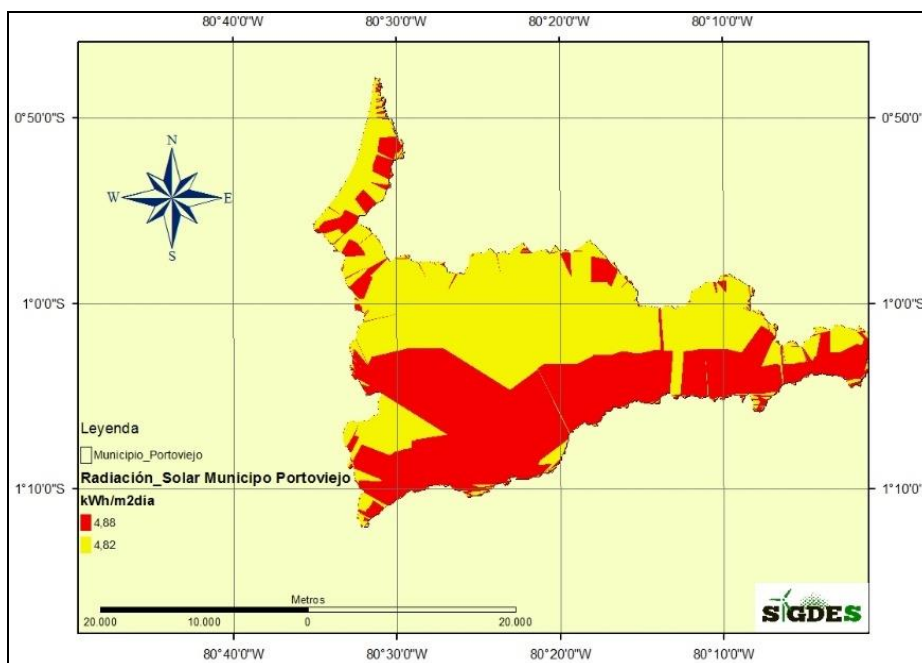 80°40'0"W 80°30'0"W 80°20'0"W 80°10'0"W
0°50'0"S 0°50'0"S
N
W E
S
1°0'0"S 1°0'0"S
Leyenda
Municipio_Portoviejo
Radiación_Solar Municipo Portoviejo
kWh/m2dia
4,88
4,82
1°10'0"S 1°10'0"S
Metros
20.000 10.000 0 20.000
SIGDES
80°40'0"W 80°30'0"W 80°20'0"W 80°10'0"W